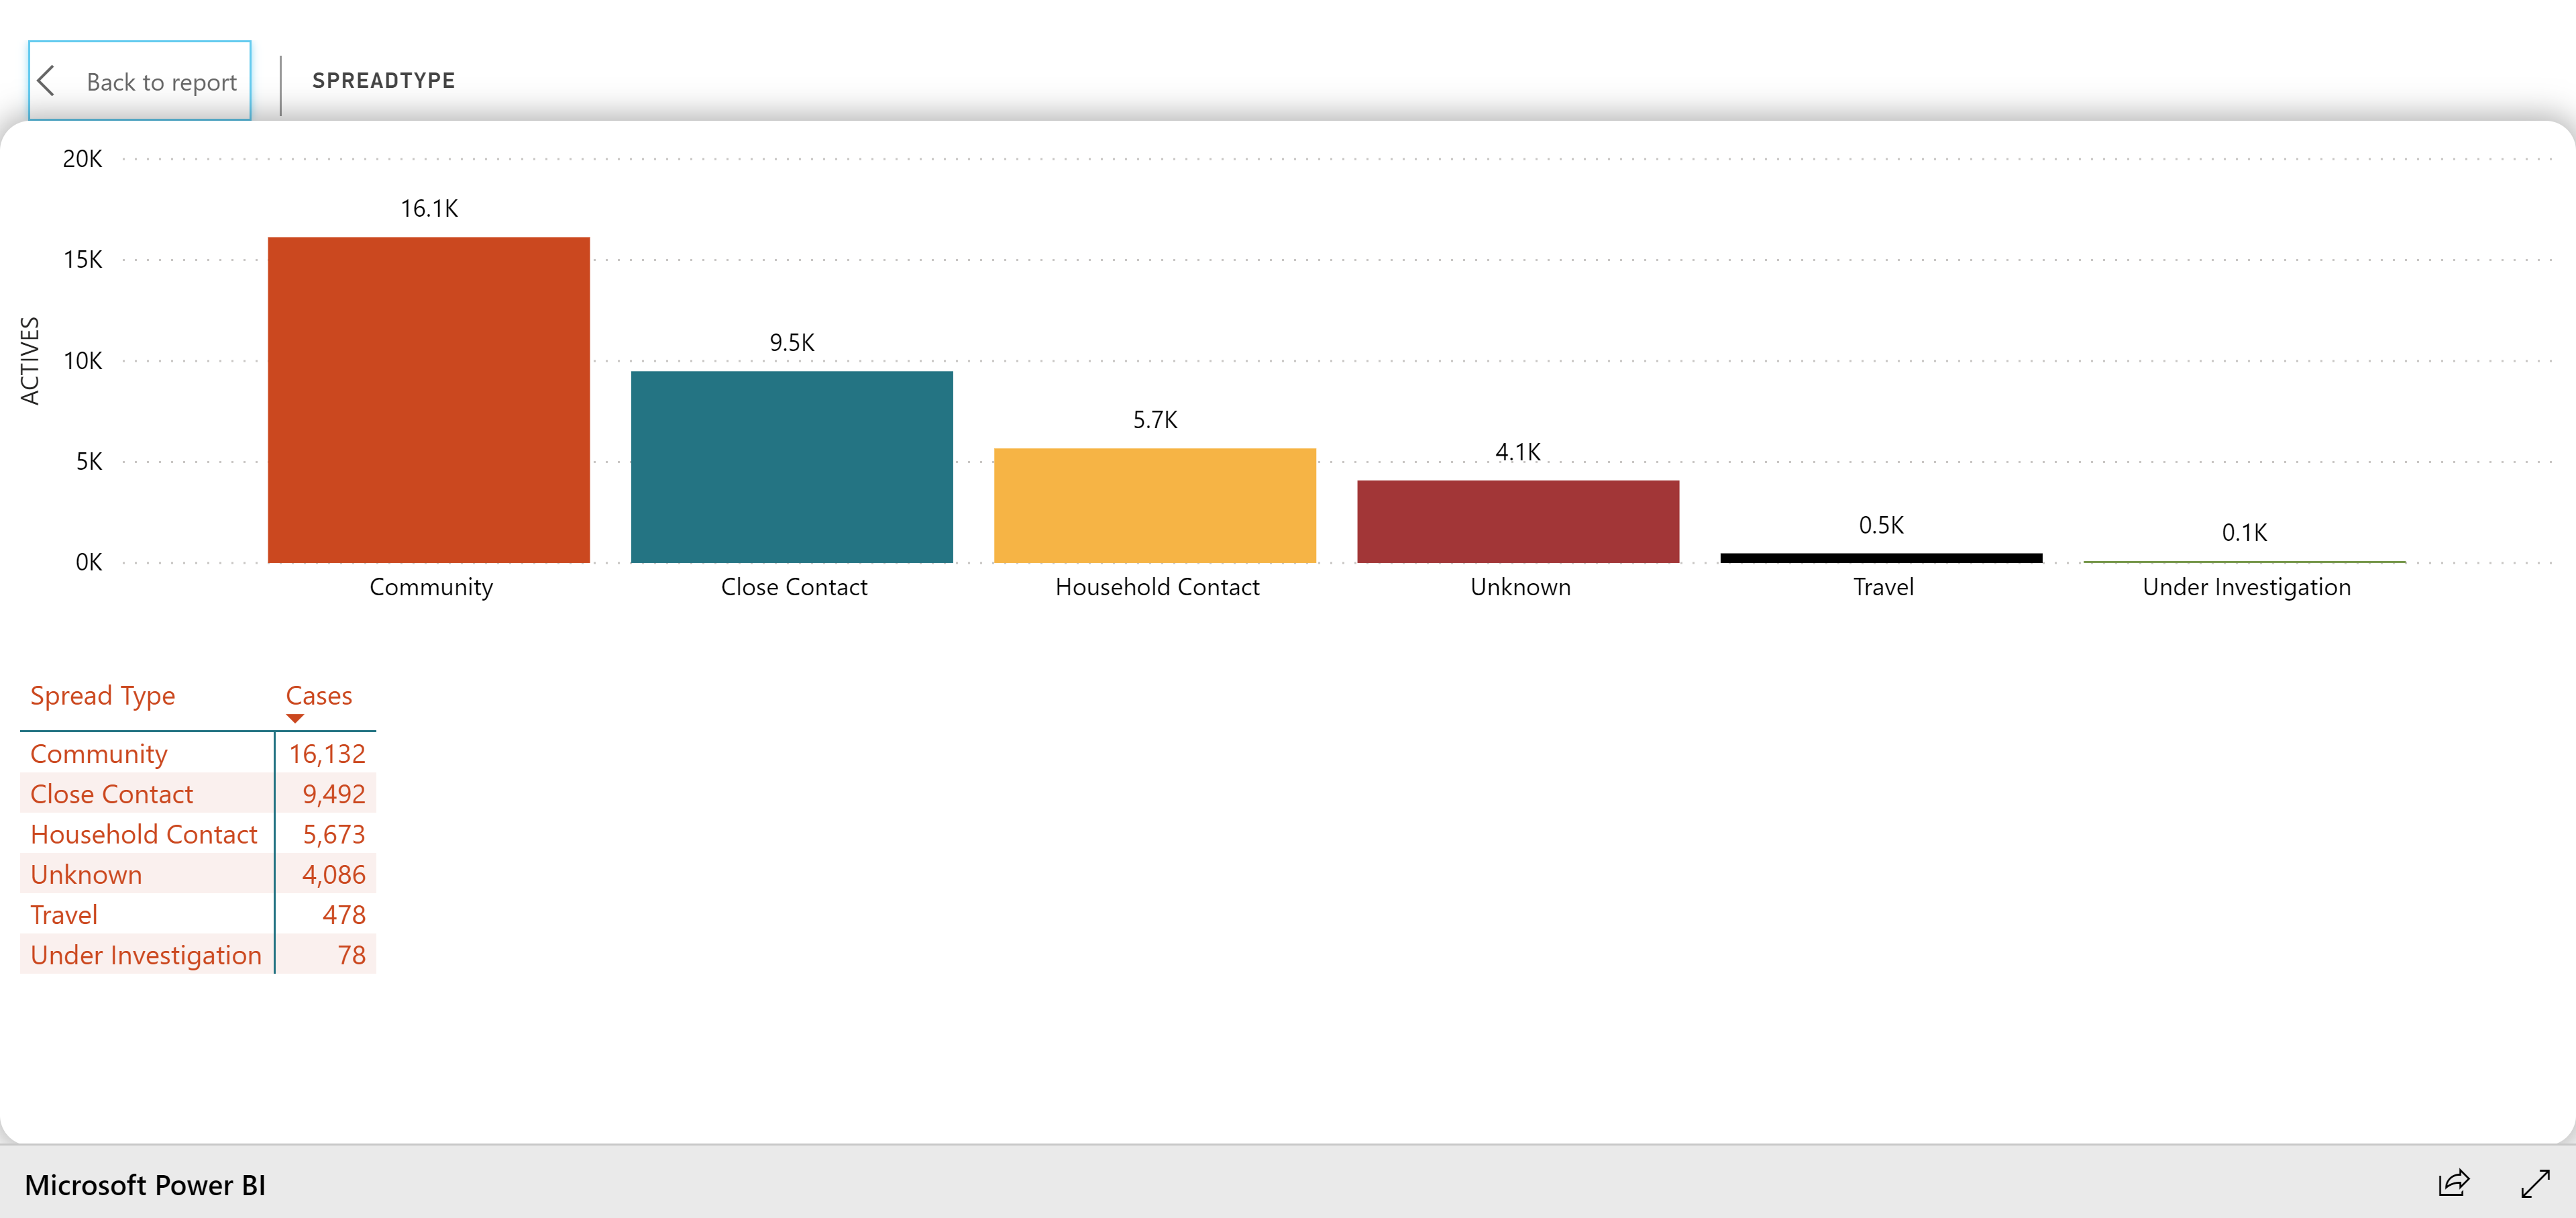 Back to report
SPREADTYPE
ACTIVES
20K
15K
10K
5K
0K
16.1K
9.5K
5.7K
4.1K
0.5K
0.1K
Community
Close Contact
Household Contact
Unknown
Travel
Under Investigation
Spread Type Cases
Community 16,132
Close Contact 9,492
Household Contact 5,673
Unknown 4,086
Travel 478
Under Investigation 78
Microsoft Power BI